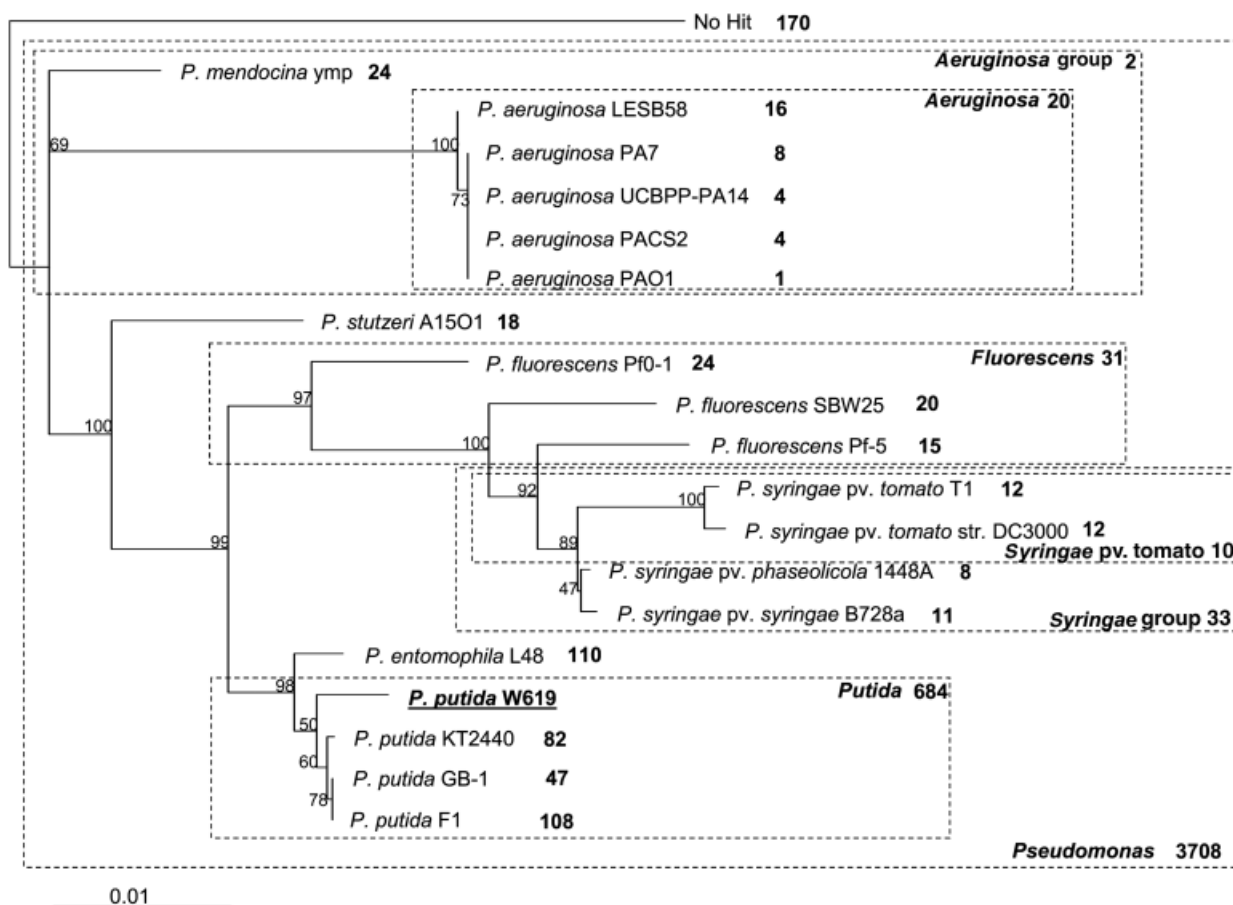 No Hit 170
Aeruginosa group 2
P. mendocina ymp 24
Aeruginosa 20
P. aeruginosa LESB58 16
69
100
P. aeruginosa PA7 8
73
P. aeruginosa UCBPP-PA14 4
P. aeruginosa PACS2 4
P. aeruginosa PAO1 1
P. stutzeri A15O1 18
Fluorescens 31
P. fluorescens Pf0-1 24
97
P. fluorescens SBW25 20
100
100
P. fluorescens Pf-5 15
92
P. syringae pv. tomato T1 12
100
P. syringae pv. tomato str. DC3000 12
99
89
Syringae pv. tomato 10
P. syringae pv. phaseolicola 1448A 8
47
P. syringae pv. syringae B728a 11
Syringae group 33
P. entomophila L48 110
98
Putida 684
P. putida W619
50
P. putida KT2440 82
60
P. putida GB-1 47
78
P. putida F1 108
Pseudomonas 3708
0.01